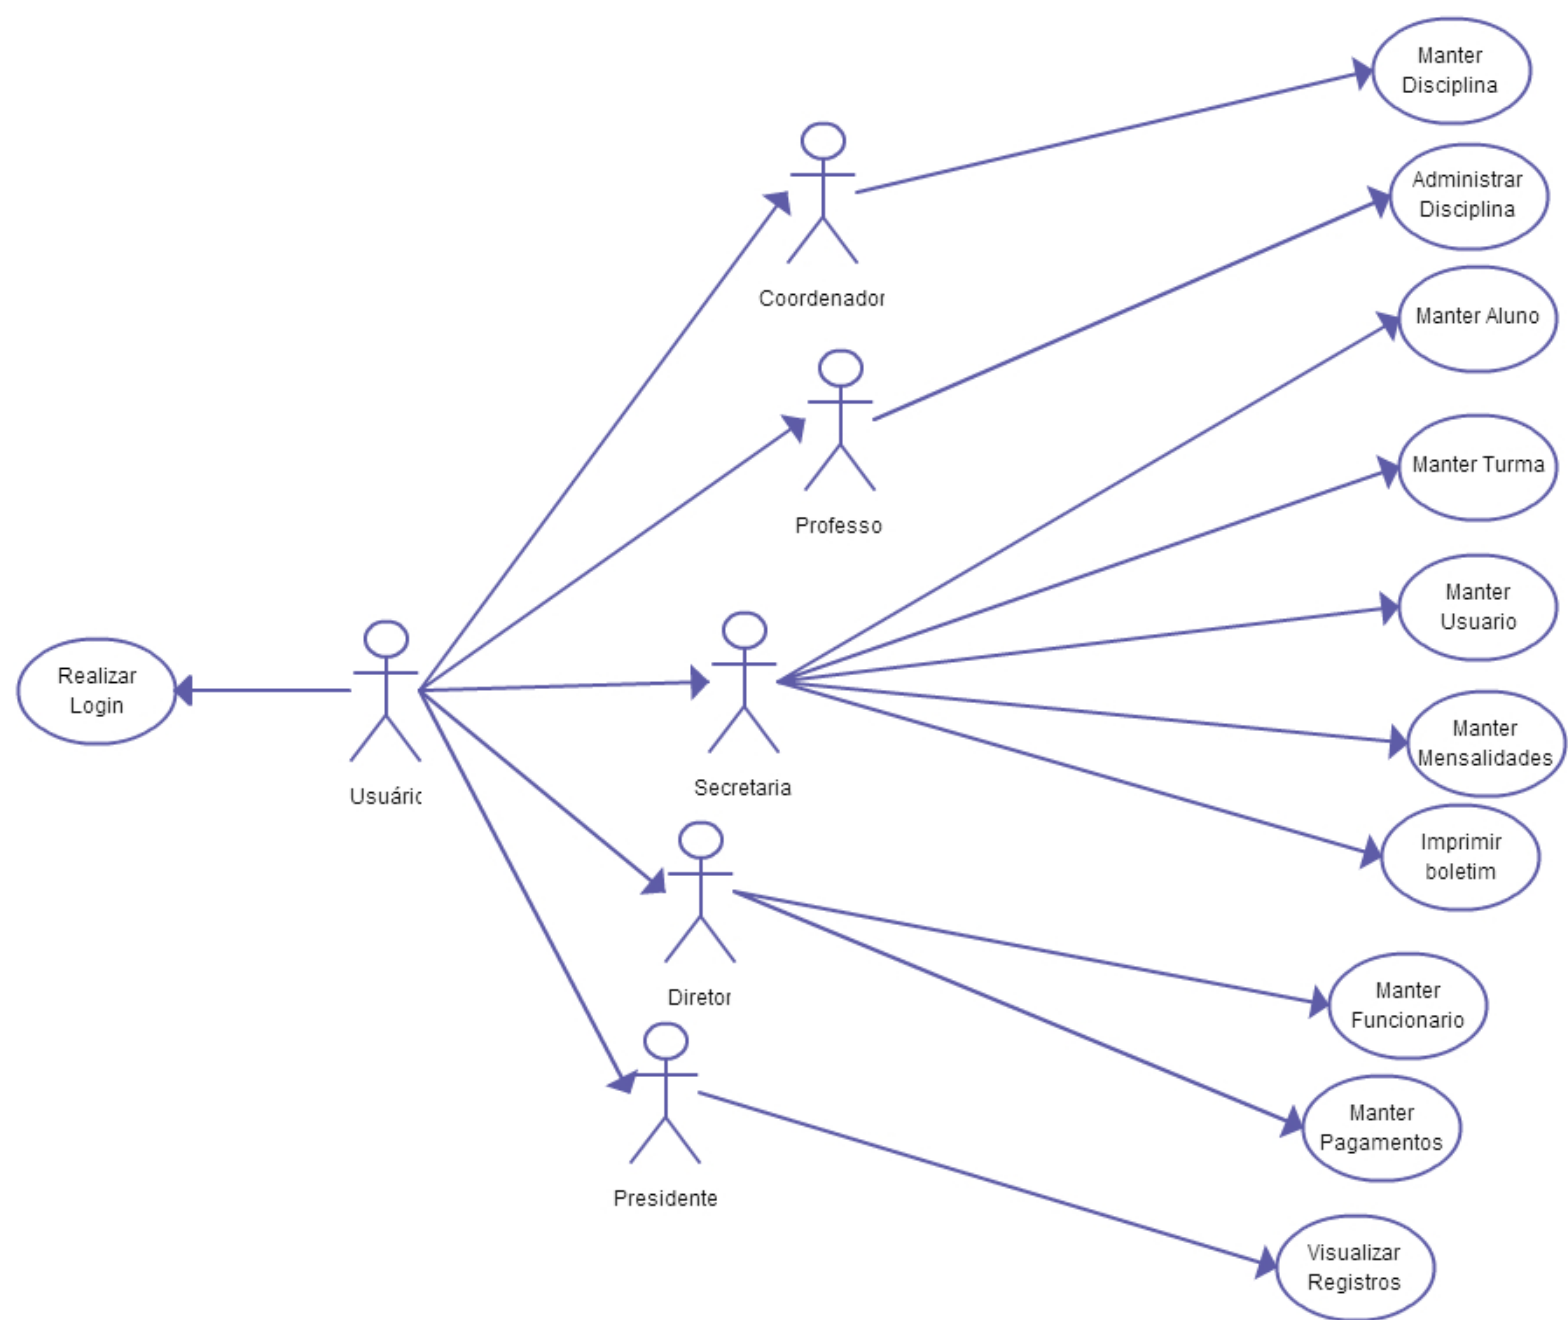 Manter
Disciplina
Administrar
Disciplina
Coordenador
Manter Aluno
Manter Turma
Professo
Manter
Usuario
Realizar
Login
Usuáric
Secretaria
Manter
Mensalidades
Imprimir
boletim
Diretor
Manter
Funcionario
Manter
Pagamentos
Presidente
Visualizar
Registros